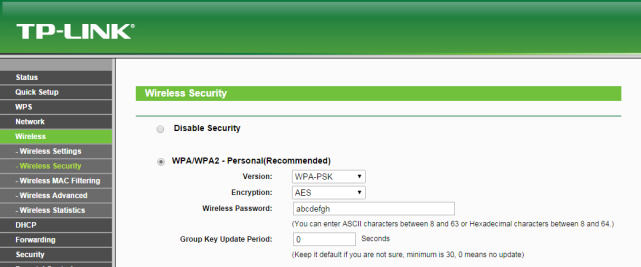 TP-LINK®
Status
Quick Setup
WPS
Network
Wireless
- Wireless Settings
- Wireless Security
- Wireless MAC Filtering
- Wireless Advanced
- Wireless Statistics
DHCP
Forwarding
Security
Wireless Security
Disable Security
WPA/WPA2 - Personal(Recommended)
Version: WPA-PSK
Encryption: AES
Wireless Password: abcdefgh
(You can enter ASCII characters between 8 and 63 or Hexadecimal characters between 8 and 64.)
Group Key Update Period: 0 Seconds
(Keep it default if you are not sure, minimum is 30, 0 means no update)